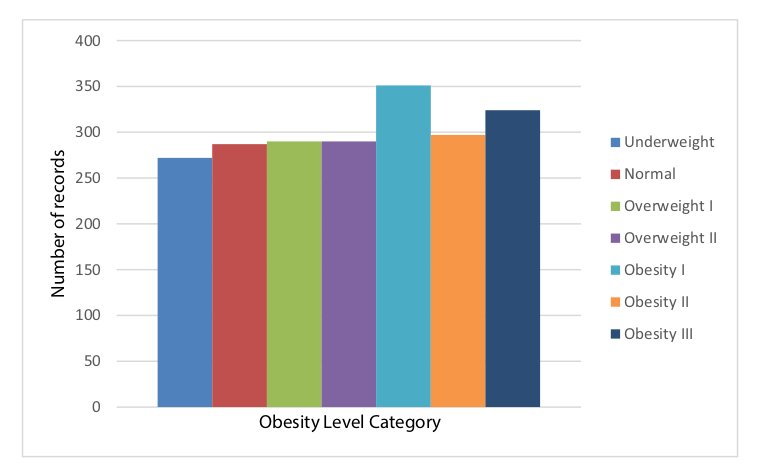 400
350
300
250
200
150
100
50
0
Number of records
Obesity Level Category
Underweight
Normal
Overweight I
Overweight II
Obesity I
Obesity II
Obesity III